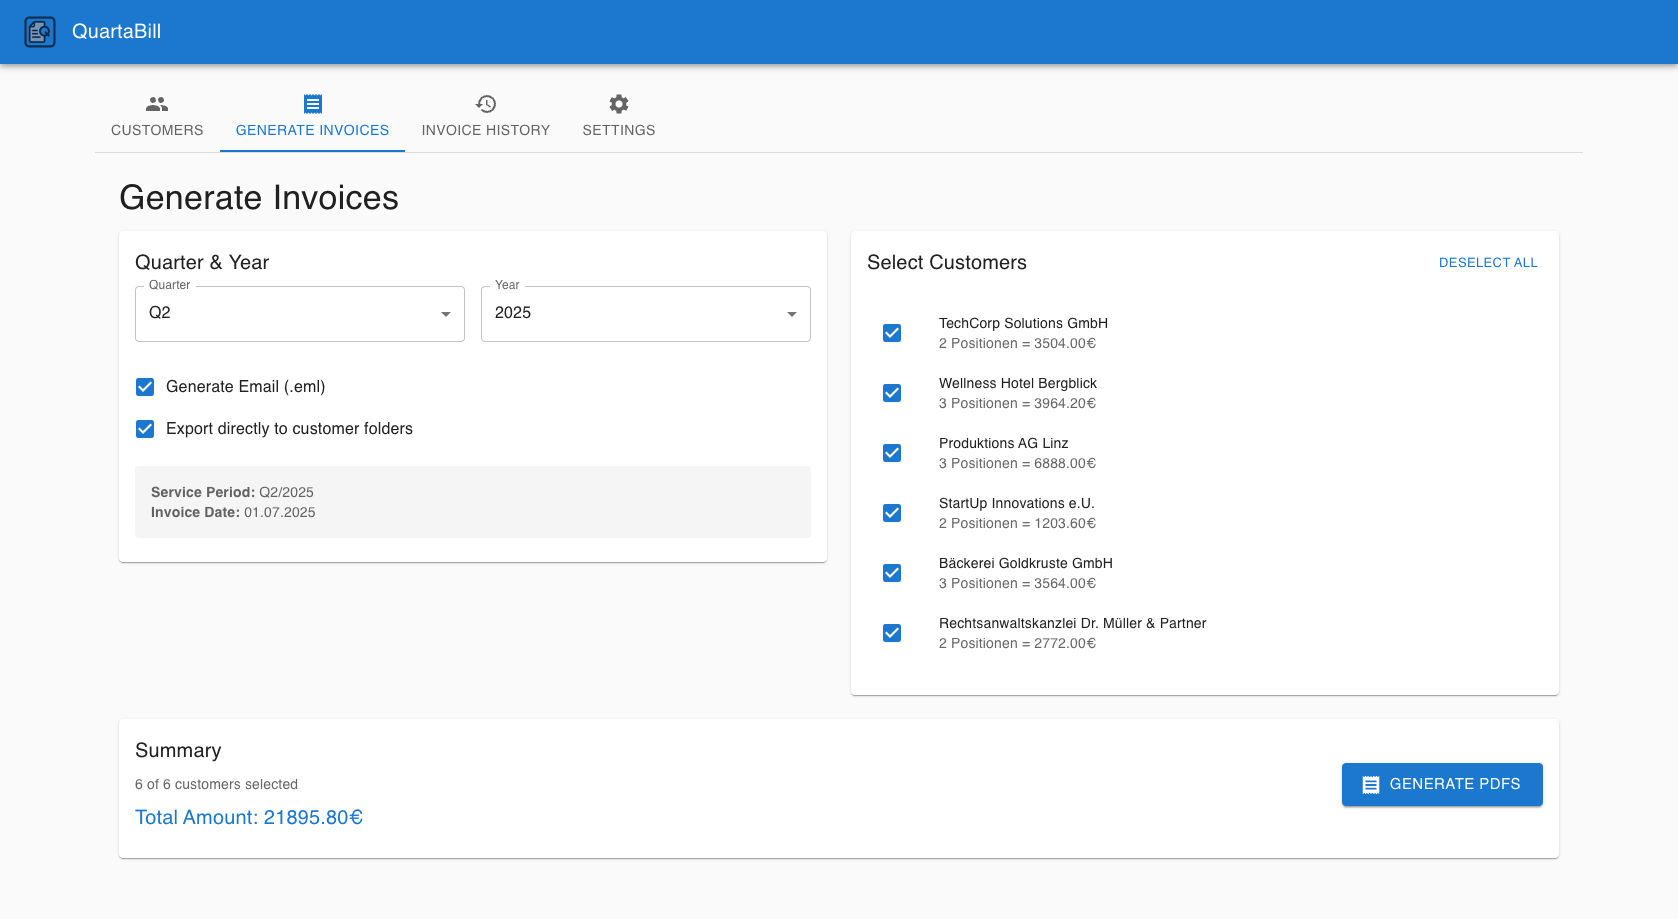 QuartaBill
CUSTOMERS
GENERATE INVOICES
INVOICE HISTORY
SETTINGS
Generate Invoices
Quarter & Year
Quarter
Q2
Year
2025
Generate Email (.eml)
Export directly to customer folders
Service Period: Q2/2025
Invoice Date: 01.07.2025
Select Customers
DESELECT ALL
TechCorp Solutions GmbH
2 Positionen = 3504.00€
Wellness Hotel Bergblick
3 Positionen = 3964.20€
Produktions AG Linz
3 Positionen = 6888.00€
StartUp Innovations e.U.
2 Positionen = 1203.60€
Bäckerei Goldkruste GmbH
3 Positionen = 3564.00€
Rechtsanwaltskanzlei Dr. Müller & Partner
2 Positionen = 2772.00€
Summary
6 of 6 customers selected
Total Amount: 21895.80€
GENERATE PDFS